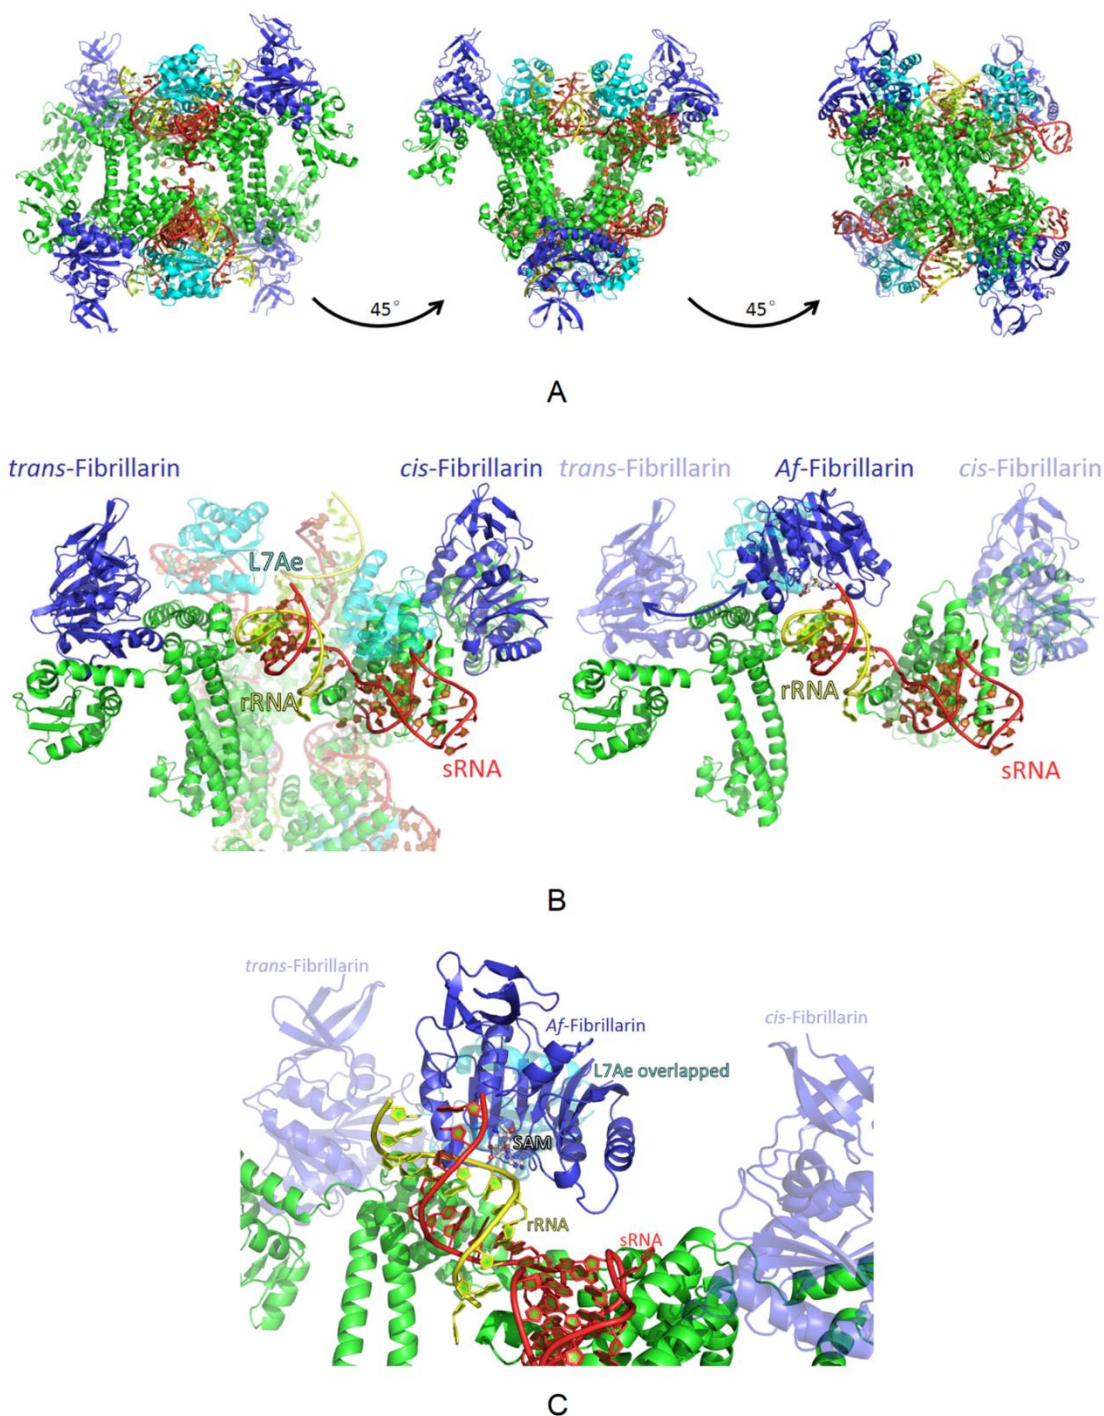 45°
45°
A
trans-Fibrillarin
cis-Fibrillarin
trans-Fibrillarin
Af-Fibrillarin
cis-Fibrillarin
L7Ae
rRNA
rRNA
sRNA
sRNA
B
trans-Fibrillarin
Af-Fibrillarin
cis-Fibrillarin
L7Ae overlapped
SAM
rRNA
sRNA
C